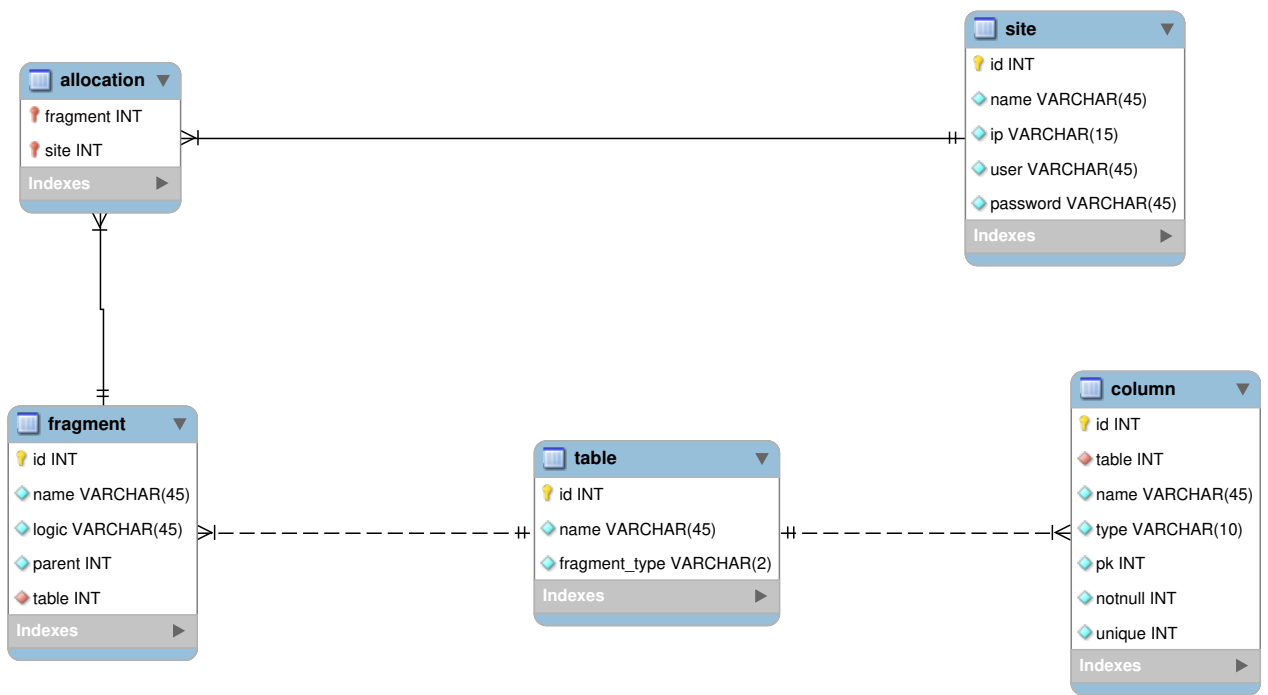 site
id INT
name VARCHAR(45)
ip VARCHAR(15)
user VARCHAR(45)
password VARCHAR(45)
Indexes
allocation
fragment INT
site INT
Indexes
fragment
id INT
name VARCHAR(45)
logic VARCHAR(45)
parent INT
table INT
Indexes
table
id INT
name VARCHAR(45)
fragment_type VARCHAR(2)
Indexes
column
id INT
table INT
name VARCHAR(45)
type VARCHAR(10)
pk INT
notnull INT
unique INT
Indexes